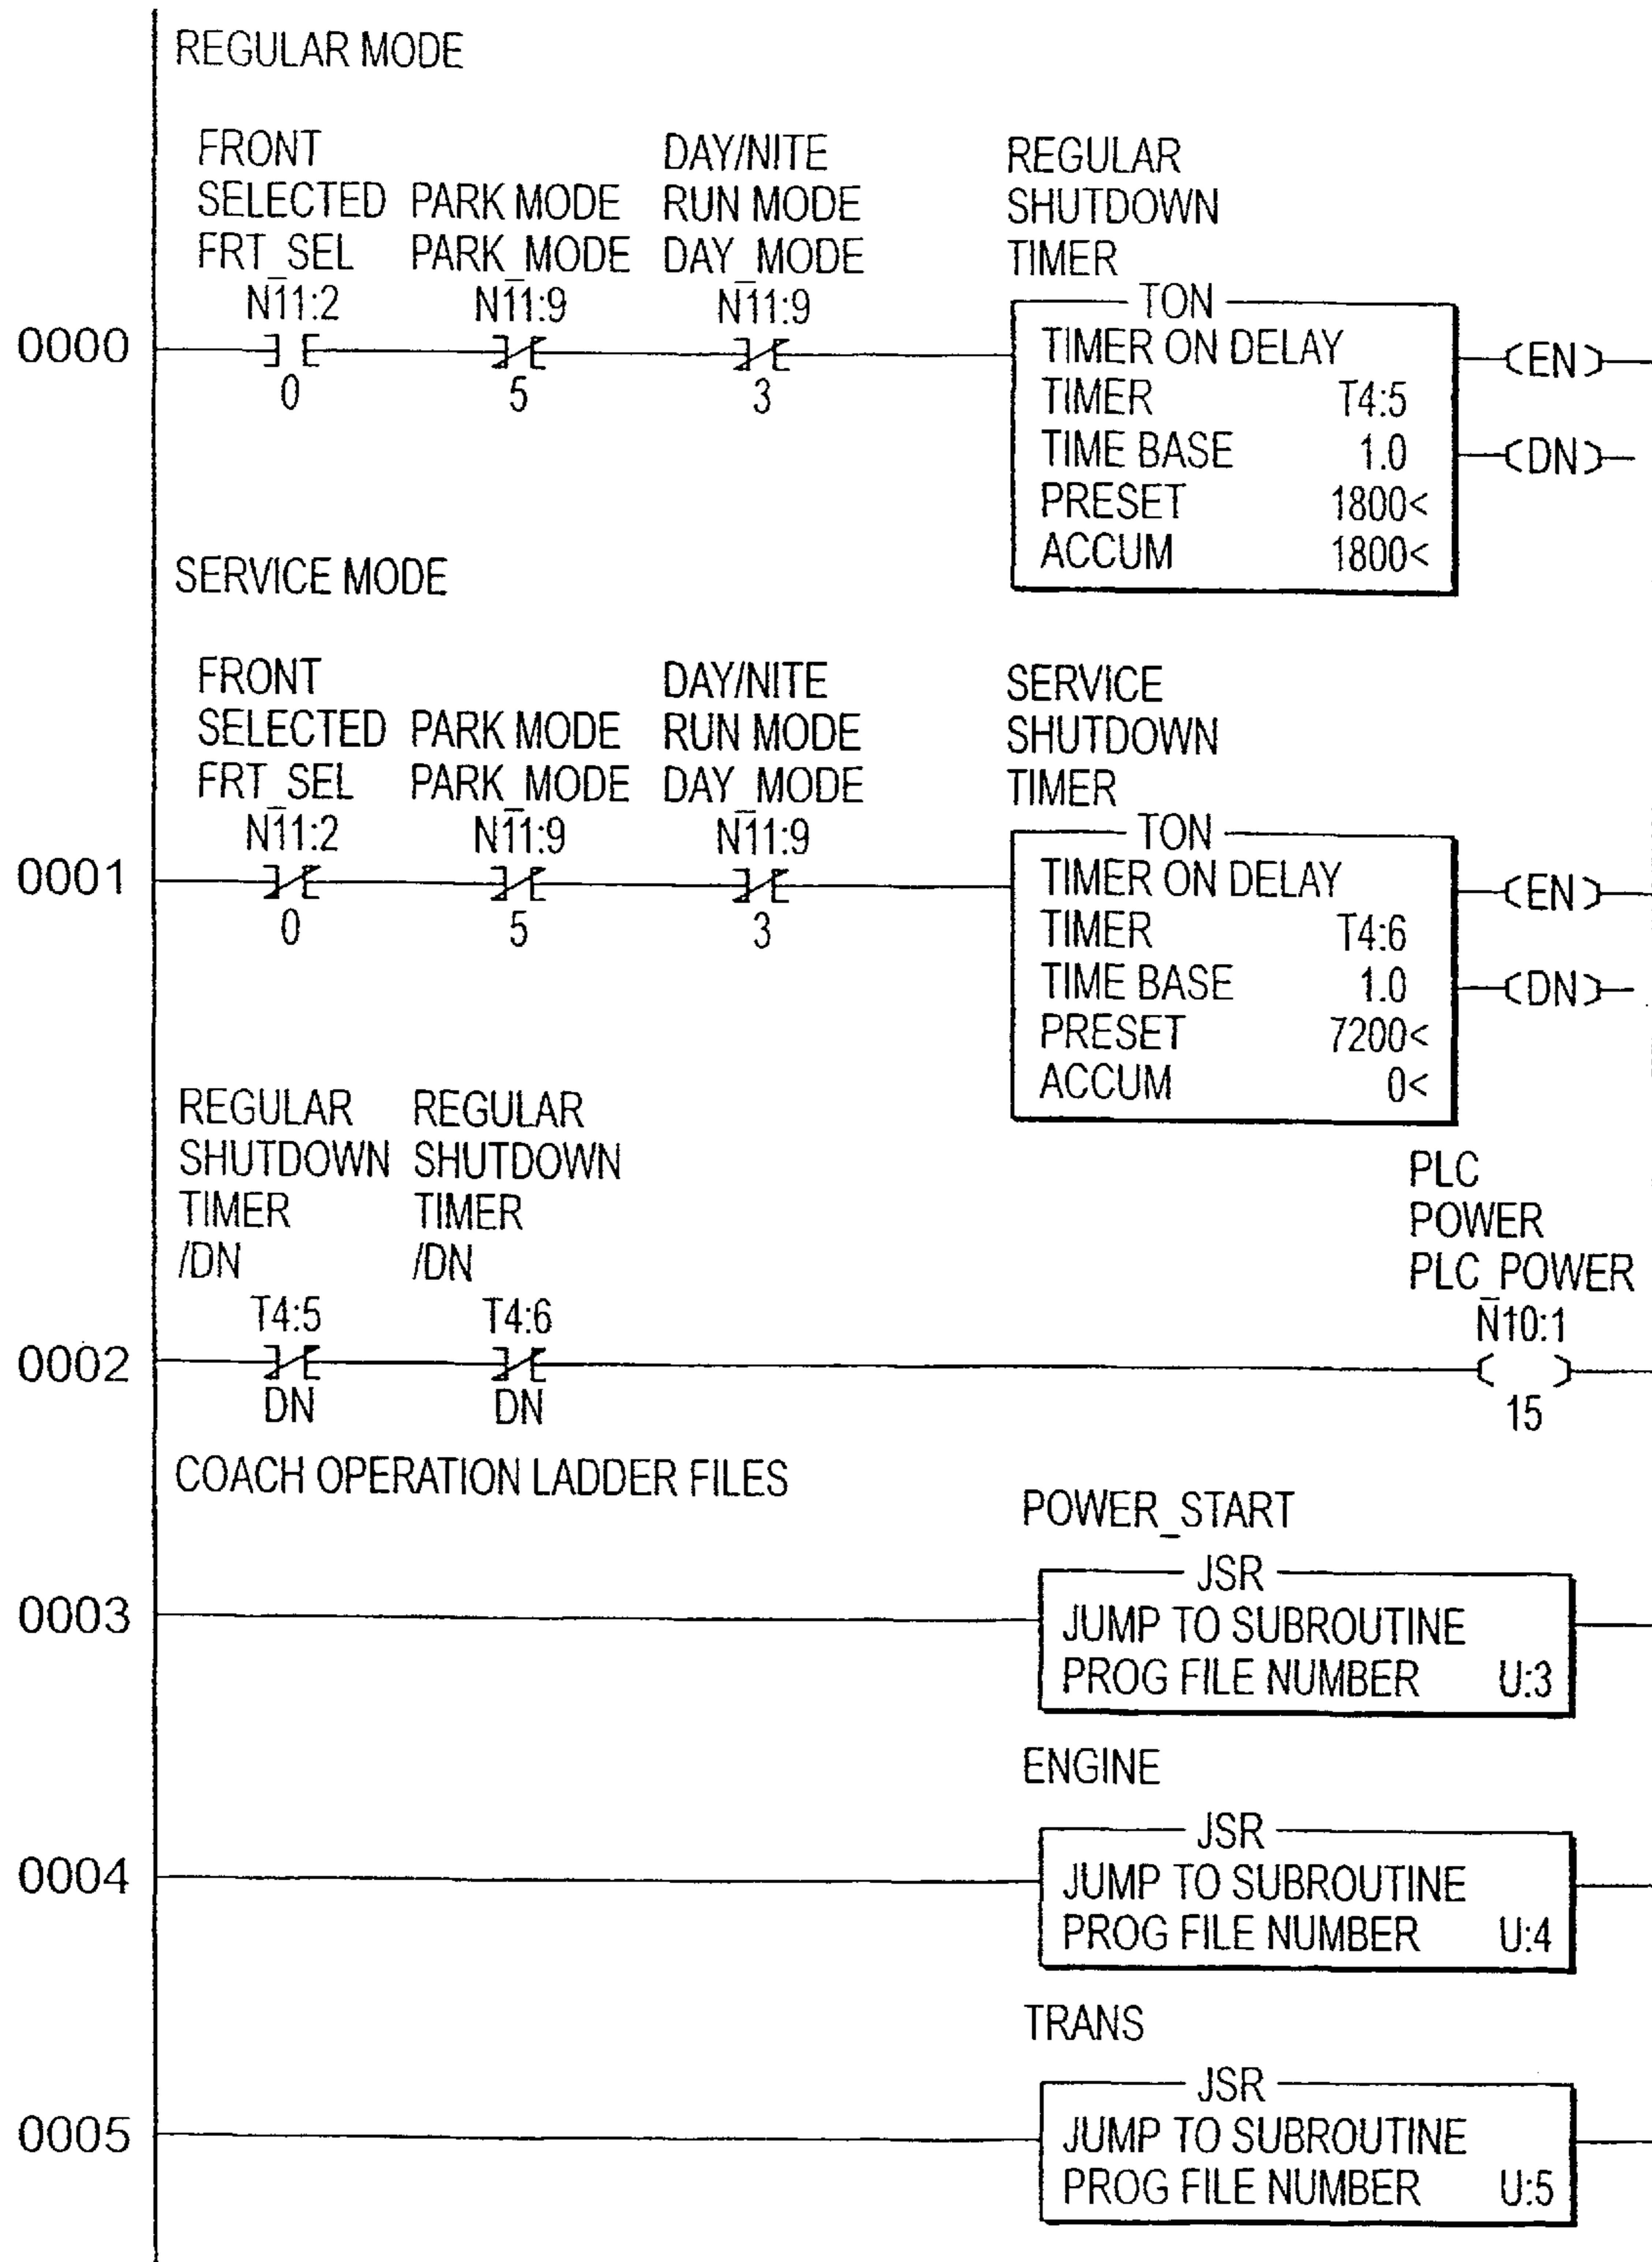 REGULAR MODE
FRONT SELECTED FRT_SEL
PARK MODE PARK_MODE
DAY/NITE RUN MODE DAY_MODE
REGULAR SHUTDOWN TIMER
N11:2 N11:9 N11:9
TON
0000
0 5 3
TIMER ON DELAY (EN)
TIMER T4:5
TIME BASE 1.0 (DN)
PRESET 1800<
ACCUM 1800<
SERVICE MODE
FRONT SELECTED FRT_SEL
PARK MODE PARK_MODE
DAY/NITE RUN MODE DAY_MODE
SERVICE SHUTDOWN TIMER
N11:2 N11:9 N11:9
TON
0001
0 5 3
TIMER ON DELAY (EN)
TIMER T4:6
TIME BASE 1.0 (DN)
PRESET 7200<
ACCUM 0<
REGULAR SHUTDOWN TIMER /DN
REGULAR SHUTDOWN TIMER /DN
PLC POWER PLC_POWER
T4:5 T4:6 N10:1
0002
DN DN ( ) 15
COACH OPERATION LADDER FILES
POWER_START
JSR
0003
JUMP TO SUBROUTINE
PROG FILE NUMBER U:3
ENGINE
JSR
0004
JUMP TO SUBROUTINE
PROG FILE NUMBER U:4
TRANS
JSR
0005
JUMP TO SUBROUTINE
PROG FILE NUMBER U:5